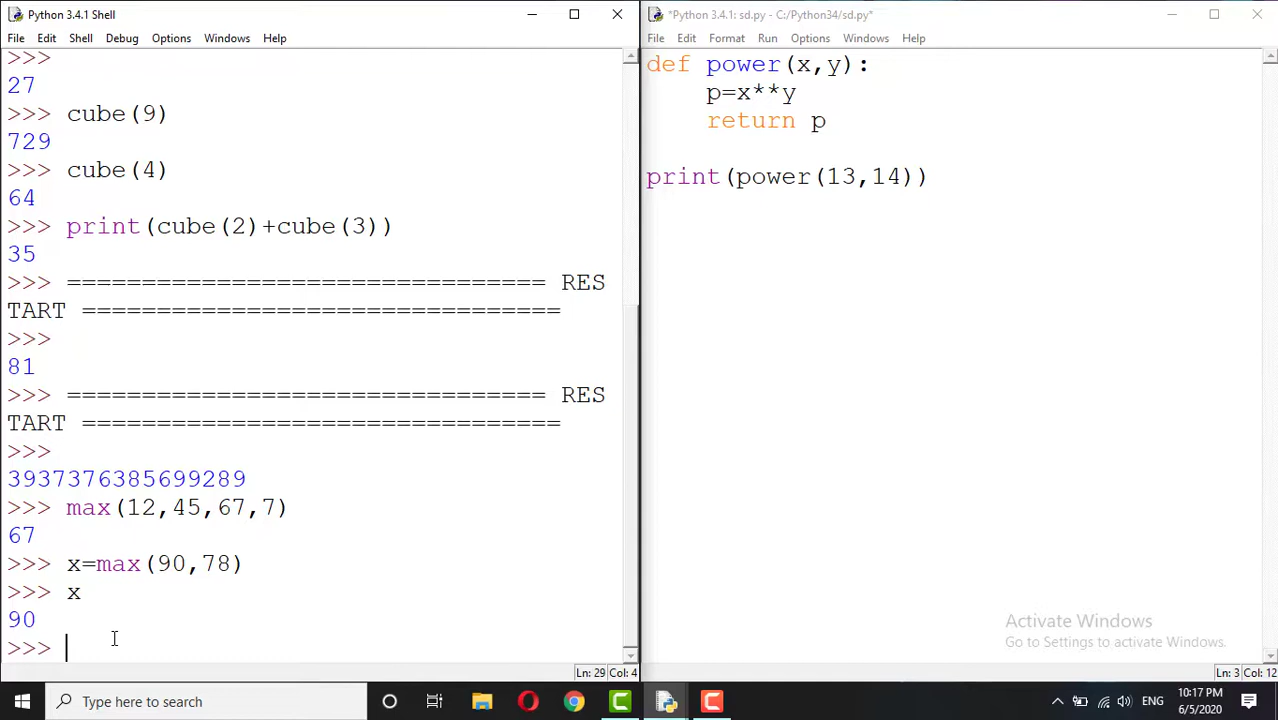 Python 3.4.1 Shell
File Edit Shell Debug Options Windows Help
>>>
27
>>> cube(9)
729
>>> cube(4)
64
>>> print(cube(2)+cube(3))
35
>>> ================================ RES
TART ================================
>>>
81
>>> ================================ RES
TART ================================
>>>
3937376385699289
>>> max(12,45,67,7)
67
>>> x=max(90,78)
>>> x
90
>>>
Ln: 29 Col: 4
*Python 3.4.1: sd.py - C:/Python34/sd.py*
File Edit Format Run Options Windows Help
def power(x,y):
    p=x**y
    return p
print(power(13,14))
Activate Windows
Go to Settings to activate Windows.
Ln: 3 Col: 12
Type here to search
ENG
10:17 PM
6/5/2020